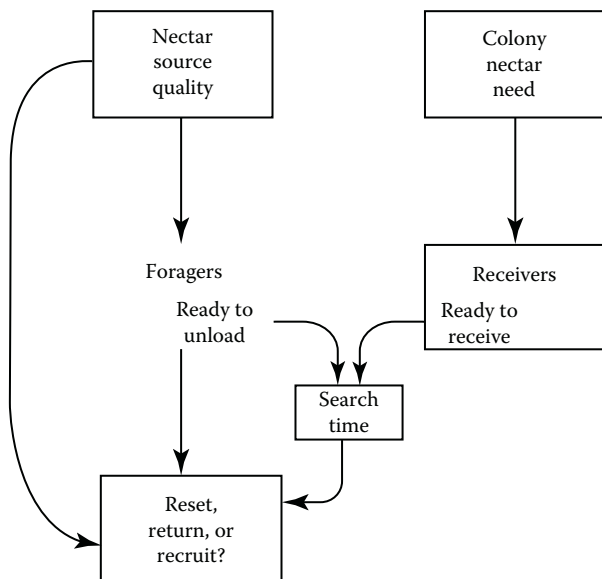 Nectar
source
quality
Colony
nectar
need
Foragers
Ready to
unload
Receivers
Ready to
receive
Search
time
Reset,
return, or
recruit?